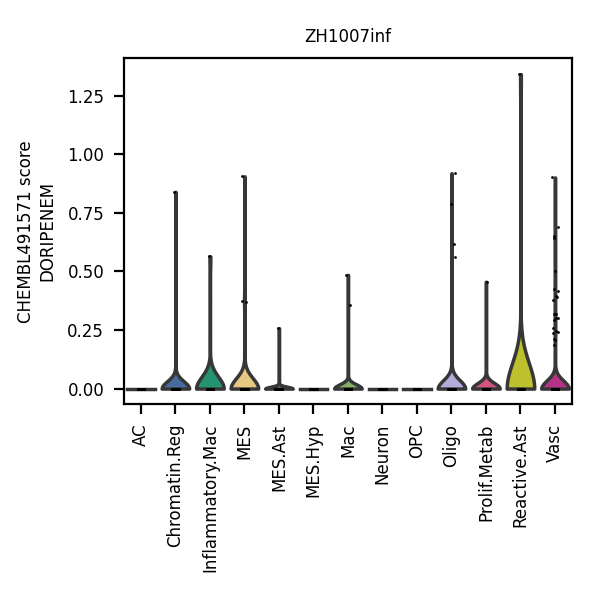 ZH1007inf
CHEMBL491571 score
DORIPENEM
1.25
1.00
0.75
0.50
0.25
0.00
AC
Chromatin.Reg
Inflammatory.Mac
MES
MES.Ast
MES.Hyp
Mac
Neuron
OPC
Oligo
Prolif.Metab
Reactive.Ast
Vasc